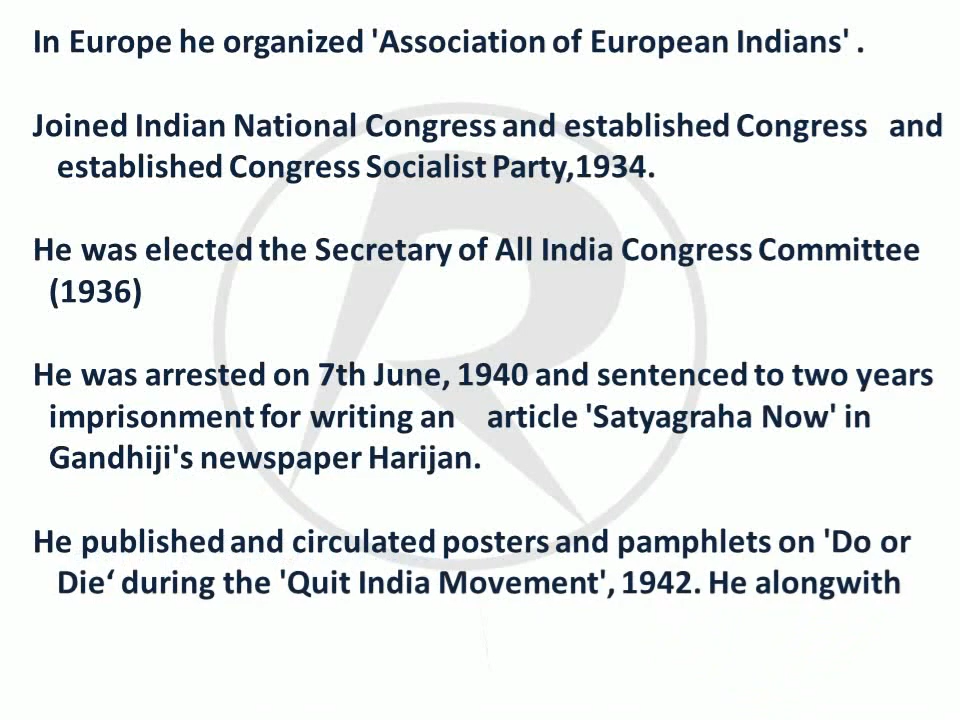 In Europe he organized 'Association of European Indians' .
Joined Indian National Congress and established Congress and
established Congress Socialist Party,1934.
He was elected the Secretary of All India Congress Committee
(1936)
He was arrested on 7th June, 1940 and sentenced to two years
imprisonment for writing an article 'Satyagraha Now' in
Gandhiji's newspaper Harijan.
He published and circulated posters and pamphlets on 'Do or
Die‘ during the 'Quit India Movement', 1942. He alongwith